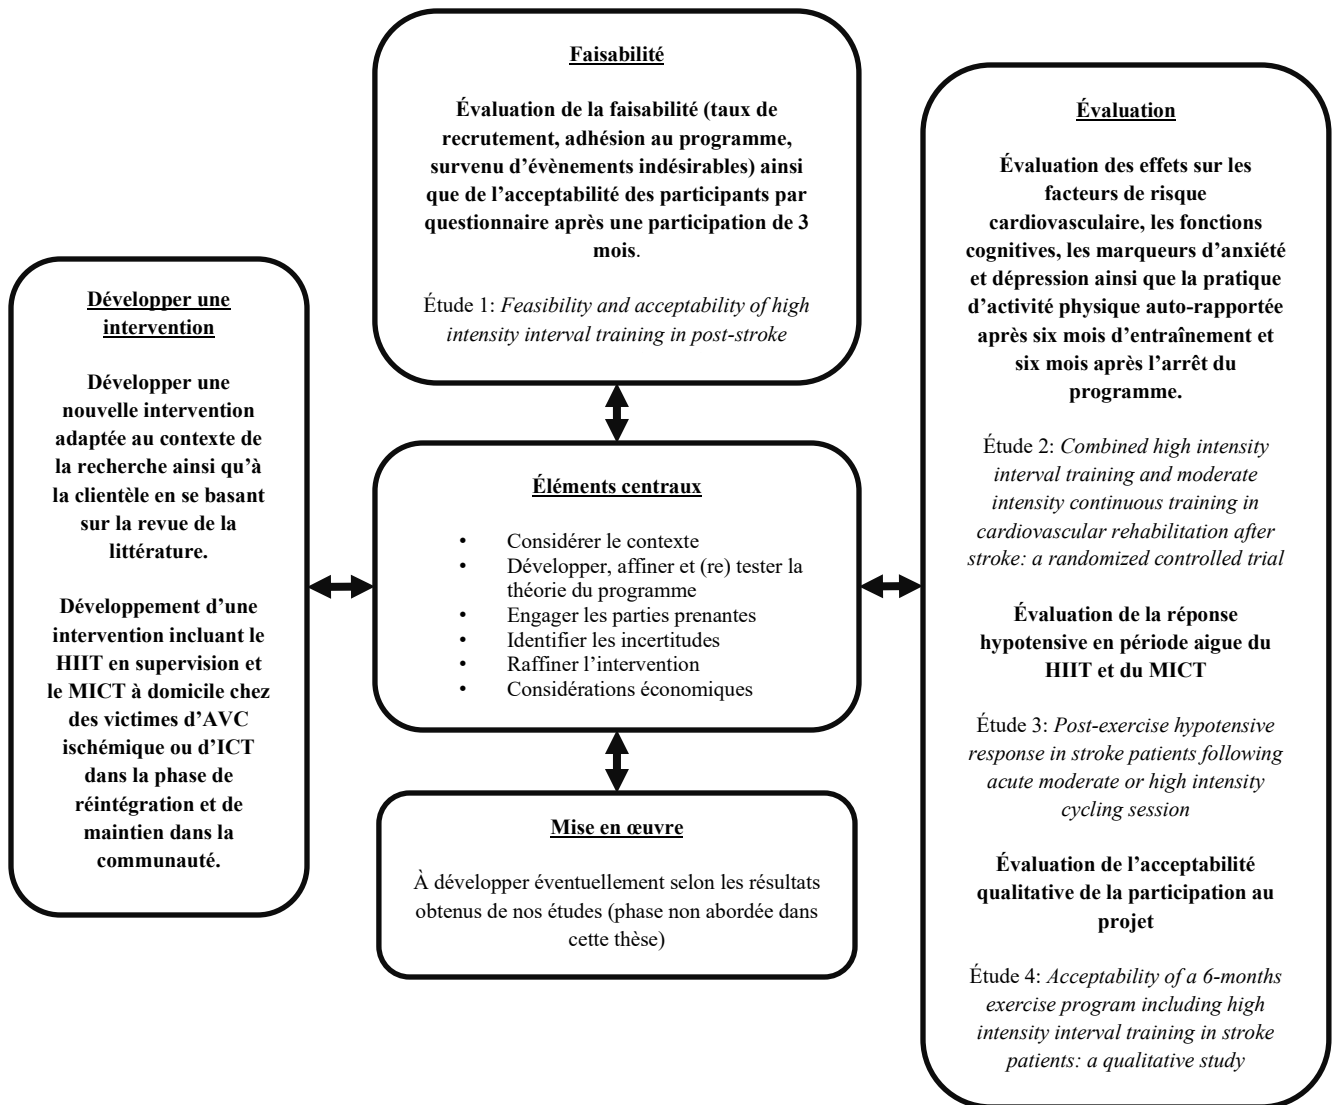 Faisabilité
Évaluation de la faisabilité (taux de
recrutement, adhésion au programme,
survenu d’évènements indésirables) ainsi
que de l’acceptabilité des participants par
questionnaire après une participation de 3
mois.
Étude 1: Feasibility and acceptability of high
intensity interval training in post-stroke
Développer une
intervention
Développer une
nouvelle intervention
adaptée au contexte de
la recherche ainsi qu’à
la clientèle en se basant
sur la revue de la
littérature.
Développement d’une
intervention incluant le
HIIT en supervision et
le MICT à domicile chez
des victimes d’AVC
ischémique ou d’ICT
dans la phase de
réintégration et de
maintien dans la
communauté.
Éléments centraux
• Considérer le contexte
• Développer, affiner et (re) tester la
théorie du programme
• Engager les parties prenantes
• Identifier les incertitudes
• Raffiner l’intervention
• Considérations économiques
Mise en œuvre
À développer éventuellement selon les résultats
obtenus de nos études (phase non abordée dans
cette thèse)
Évaluation
Évaluation des effets sur les
facteurs de risque
cardiovasculaire, les fonctions
cognitives, les marqueurs d’anxiété
et dépression ainsi que la pratique
d’activité physique auto-rapportée
après six mois d’entraînement et
six mois après l’arrêt du
programme.
Étude 2: Combined high intensity
interval training and moderate
intensity continuous training in
cardiovascular rehabilitation after
stroke: a randomized controlled trial
Évaluation de la réponse
hypotensive en période aigue du
HIIT et du MICT
Étude 3: Post-exercise hypotensive
response in stroke patients following
acute moderate or high intensity
cycling session
Évaluation de l’acceptabilité
qualitative de la participation au
projet
Étude 4: Acceptability of a 6-months
exercise program including high
intensity interval training in stroke
patients: a qualitative study